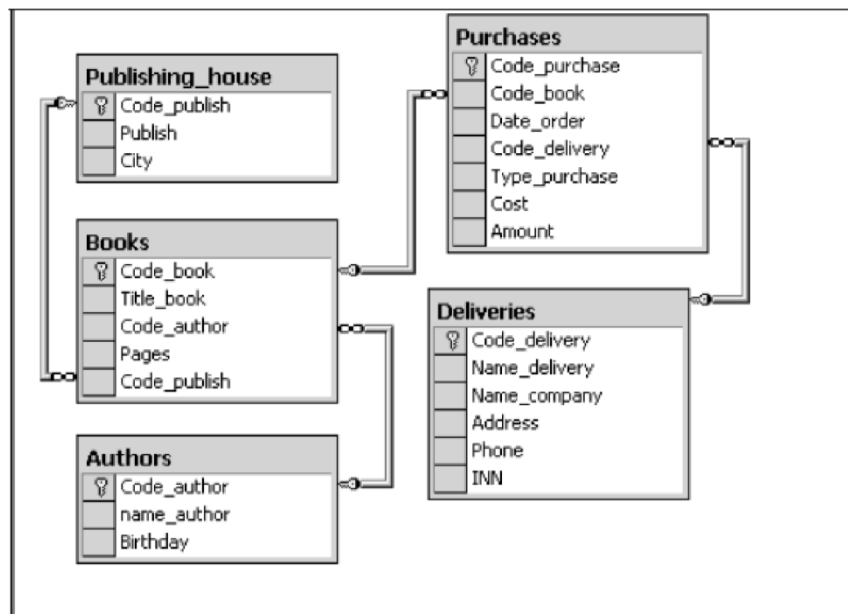 Publishing_house
Code_publish
Publish
City
Books
Code_book
Title_book
Code_author
Pages
Code_publish
Authors
Code_author
name_author
Birthday
Purchases
Code_purchase
Code_book
Date_order
Code_delivery
Type_purchase
Cost
Amount
Deliveries
Code_delivery
Name_delivery
Name_company
Address
Phone
INN